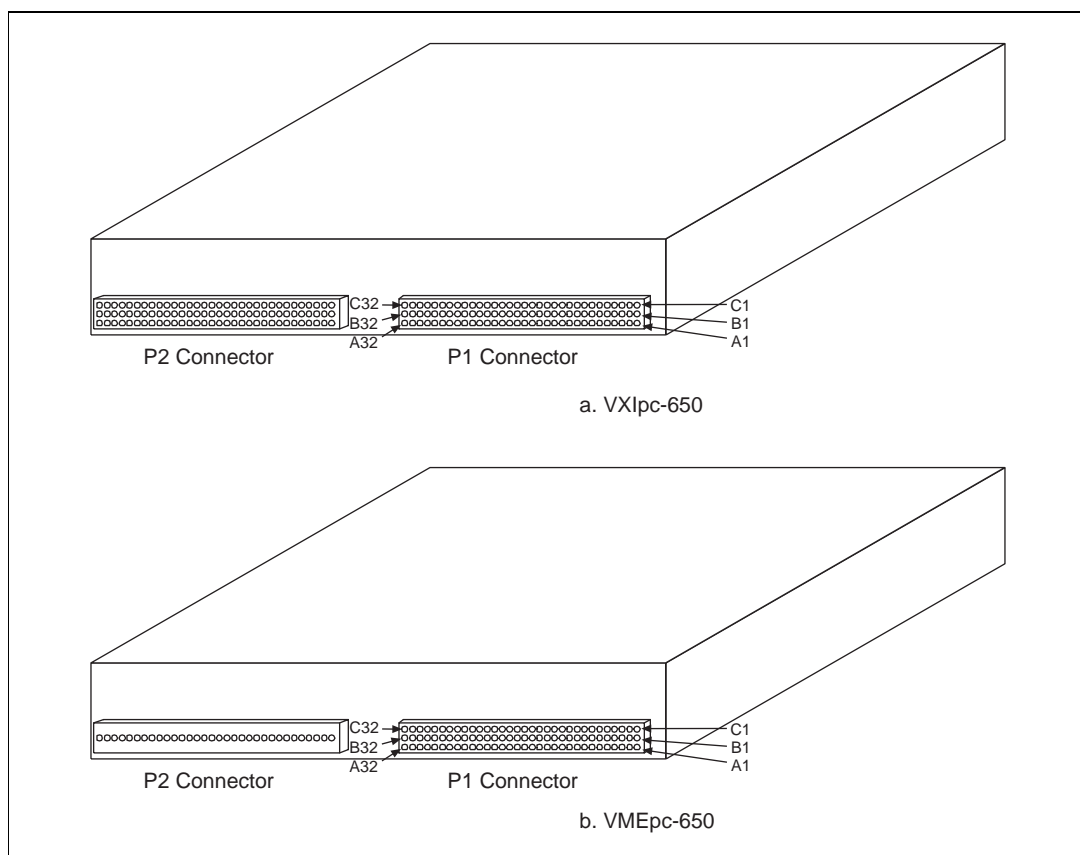 C32 C1
B32 B1
A32 A1
P2 Connector P1 Connector
a. VXIpc-650
C32 C1
B32 B1
A32 A1
P2 Connector P1 Connector
b. VMEpc-650